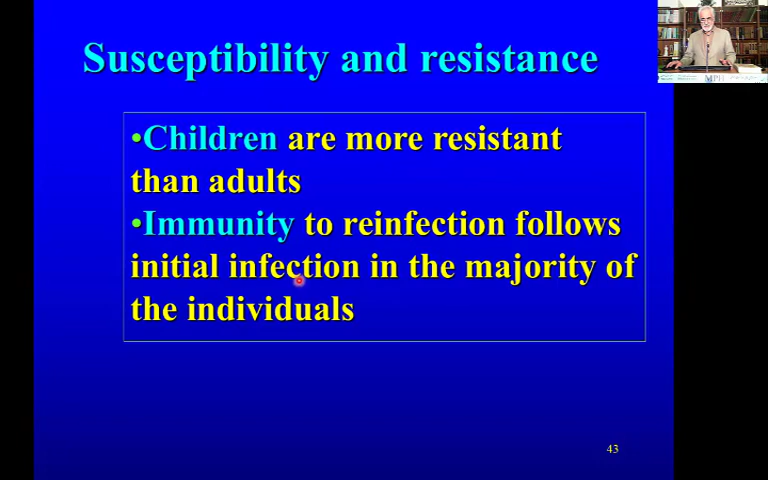 Susceptibility and resistance
•Children are more resistant
than adults
•Immunity to reinfection follows
initial infection in the majority of
the individuals
43
MPH